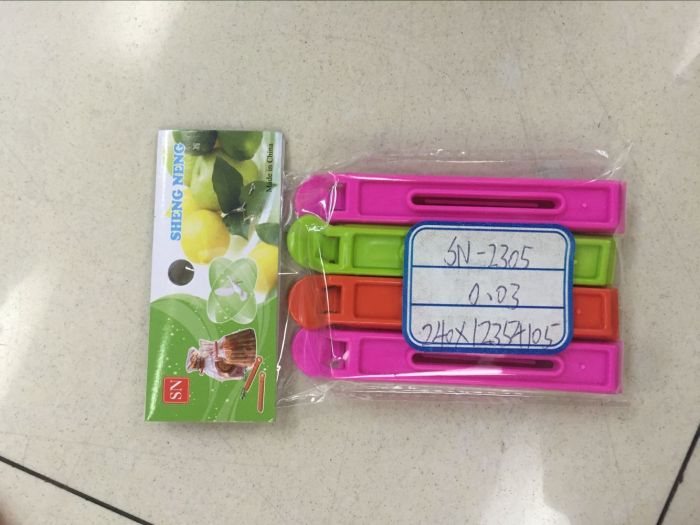 SHENG NENG
Made in China
SN
SN-2305
0.03
240X12354105